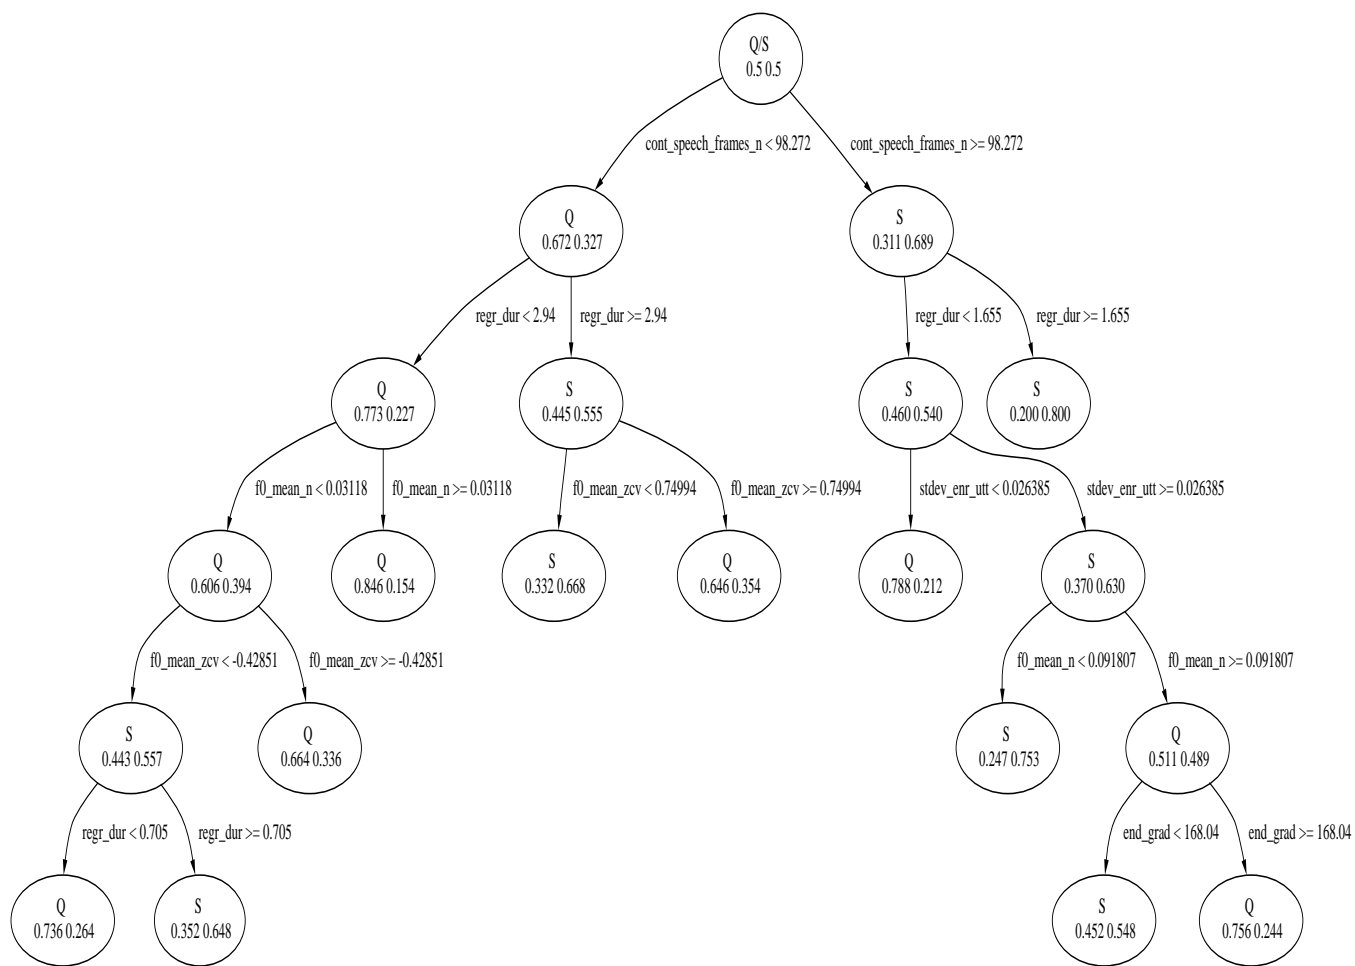 Q/S
0.5 0.5
cont_speech_frames_n < 98.272
cont_speech_frames_n >= 98.272
Q
0.672 0.327
S
0.311 0.689
regr_dur < 2.94
regr_dur >= 2.94
regr_dur < 1.655
regr_dur >= 1.655
Q
0.773 0.227
S
0.445 0.555
S
0.460 0.540
S
0.200 0.800
f0_mean_n < 0.03118
f0_mean_n >= 0.03118
f0_mean_zcv < 0.74994
f0_mean_zcv >= 0.74994
stdev_enr_utt < 0.026385
stdev_enr_utt >= 0.026385
Q
0.606 0.394
Q
0.846 0.154
S
0.332 0.668
Q
0.646 0.354
Q
0.788 0.212
S
0.370 0.630
f0_mean_zcv < -0.42851
f0_mean_zcv >= -0.42851
f0_mean_n < 0.091807
f0_mean_n >= 0.091807
S
0.443 0.557
Q
0.664 0.336
S
0.247 0.753
Q
0.511 0.489
regr_dur < 0.705
regr_dur >= 0.705
end_grad < 168.04
end_grad >= 168.04
Q
0.736 0.264
S
0.352 0.648
S
0.452 0.548
Q
0.756 0.244